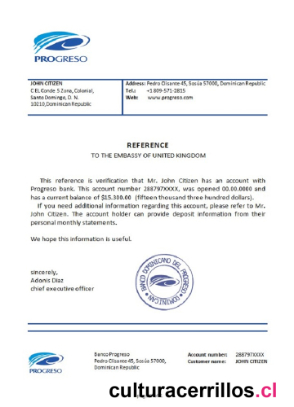 PROGRESO
JOHN CITIZEN
C/EL Conde 5 Zona, Colonial,
Santo Domingo, D. N.
10210, Dominican Republic
Address: Pedro Clisante 45, Sosúa 57000, Dominican Republic
Tel.: +1 809-571-2815
Web: www.progreso.com
REFERENCE
TO THE EMBASSY OF UNITED KINGDOM
This reference is verification that Mr. John Citizen has an account with
Progreso bank. This account number 288797XXXX, was opened 00.00.0000 and
has a current balance of $15.300.00 (fifteen thousand three hundred dollars).
If you need additional information regarding this account, please refer to Mr.
John Citizen. The account holder can provide deposit information from their
personal monthly statements.
We hope this information is useful.
sincerely,
Adonis Diaz
chief executive officer
BANCO DOMINICANO DEL PROGRESO
PROGRESO
Banco Progreso
Pedro Clisante 45, Sosúa 57000,
Dominican Republic
Account number: 288797XXXX
Customer name: JOHN CITIZEN
culturacerrillos.cl